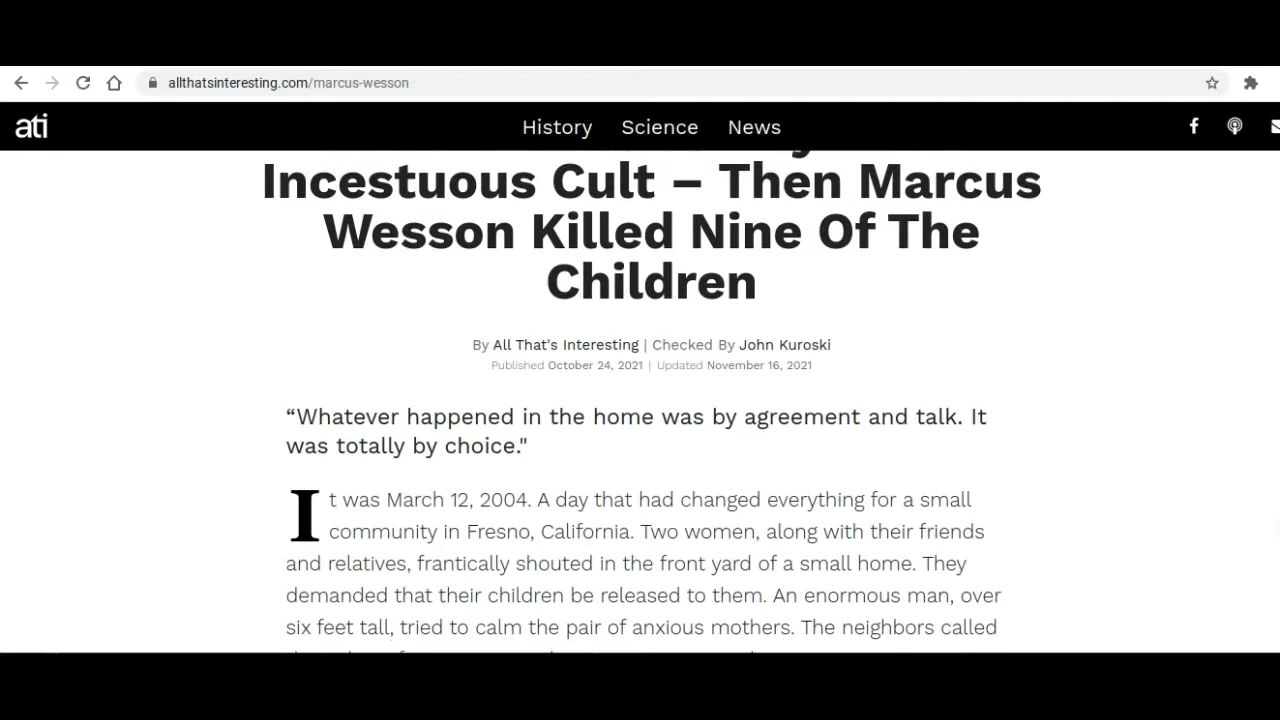 allthatsinteresting.com/marcus-wesson
ati
History Science News
Incestuous Cult – Then Marcus
Wesson Killed Nine Of The
Children
By All That's Interesting | Checked By John Kuroski
Published October 24, 2021 | Updated November 16, 2021
“Whatever happened in the home was by agreement and talk. It
was totally by choice."
It was March 12, 2004. A day that had changed everything for a small
community in Fresno, California. Two women, along with their friends
and relatives, frantically shouted in the front yard of a small home. They
demanded that their children be released to them. An enormous man, over
six feet tall, tried to calm the pair of anxious mothers. The neighbors called